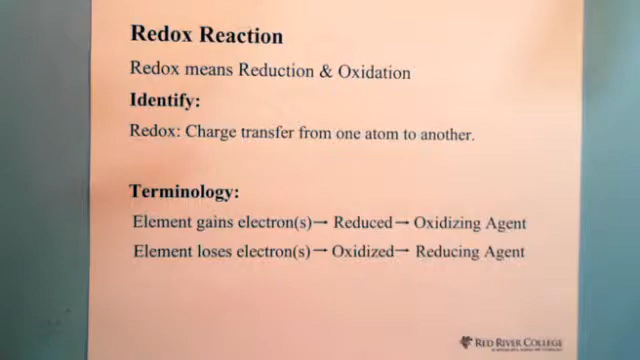 Redox Reaction
Redox means Reduction & Oxidation
Identify:
Redox: Charge transfer from one atom to another.
Terminology:
Element gains electron(s)→ Reduced→ Oxidizing Agent
Element loses electron(s)→ Oxidized→ Reducing Agent
RED RIVER COLLEGE